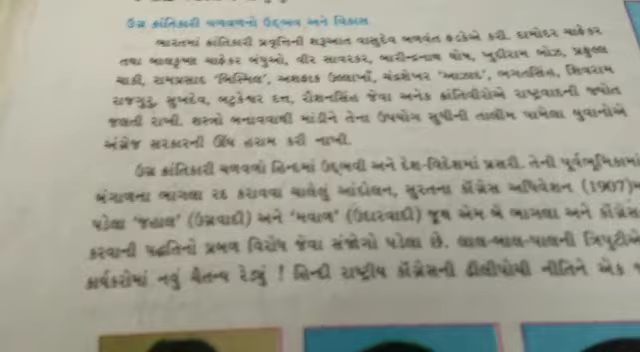 ઉગ્ર ક્રાંતિકારી ચળવળનો ઉદ્ભવ અને વિકાસ
ભારતમાં ક્રાંતિકારી પ્રવૃત્તિની શરૂઆત વાસુદેવ બળવંત ફડકેએ કરી. દામોદર ચાફેકર
તથા બાલકૃષ્ણ ચાફેકર બંધુઓ, વીર સાવરકર, બારીન્દ્રનાથ ઘોષ, ખુદીરામ બોઝ, પ્રફુલ્લ
ચાકી, રામપ્રસાદ 'બિસ્મિલ', અશફાક ઉલ્લાખાઁ, ચંદ્રશેખર 'આઝાદ', ભગતસિંહ, શિવરામ
રાજગુરુ, સુખદેવ, બટુકેશ્વર દત્ત, રૌશનસિંહ જેવા અનેક ક્રાંતિવીરોએ રાષ્ટ્રવાદની જ્યોત
જલતી રાખી. શસ્ત્રો બનાવવાથી માંડીને તેના ઉપયોગ સુધીની તાલીમ પામેલા યુવાનોએ
અંગ્રેજ સરકારની ઊંઘ હરામ કરી નાખી.
ઉગ્ર ક્રાંતિકારી ચળવળો હિન્દમાં ઉદ્ભવી અને દેશ-વિદેશમાં પ્રસરી. તેની પૂર્વભૂમિકામાં
બંગાળના ભાગલા રદ કરાવવા ચાલેલું આંદોલન, સુરતના કૉંગ્રેસ અધિવેશન (1907)
પડેલા 'જહાલ' (ઉગ્રવાદી) અને 'મવાળ' (ઉદારવાદી) જૂથ એમ બે ભાગલા અને કૉંગ્રેસ
કરવાની પદ્ધતિનો પ્રબળ વિરોધ જેવા સંજોગો પડેલા છે. લાલ-બાલ-પાલની ત્રિપૂટીએ
કાર્યકરોમાં નવું ચૈતન્ય રેડ્યું ! હિન્દી રાષ્ટ્રીય કૉંગ્રેસની ઢીલીપોચી નીતિને એક